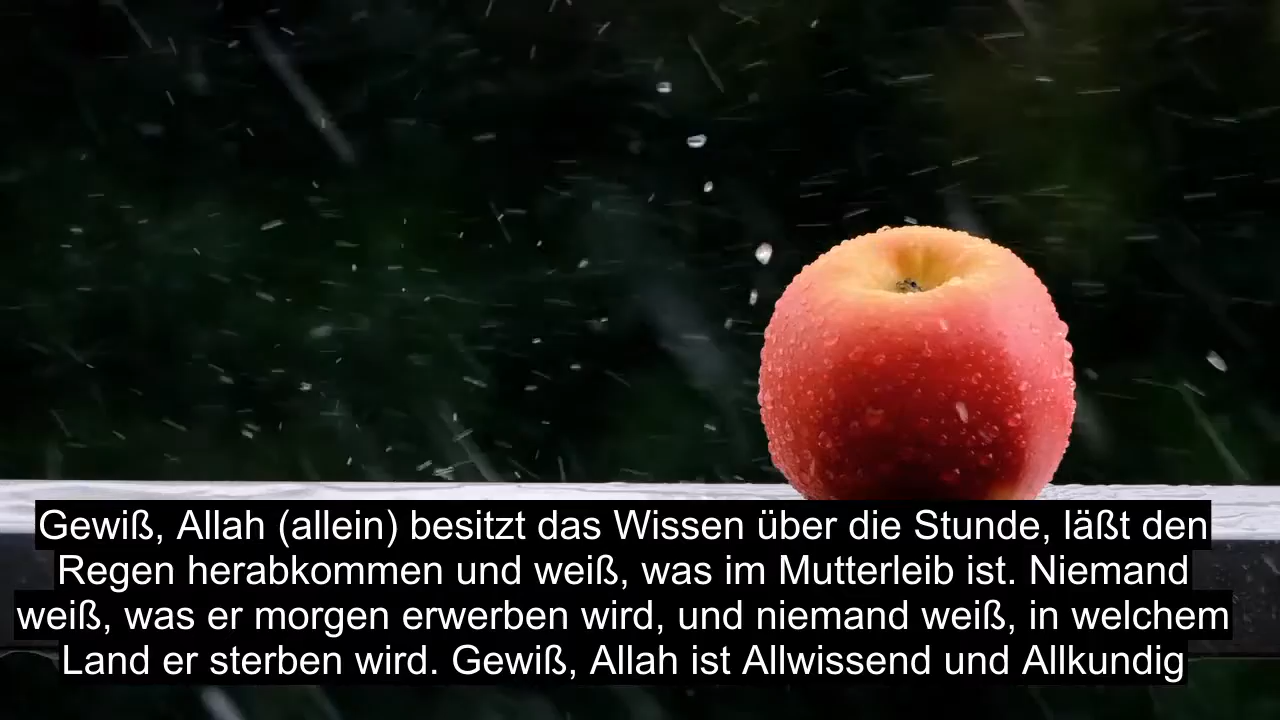 Gewiß, Allah (allein) besitzt das Wissen über die Stunde, läßt den
Regen herabkommen und weiß, was im Mutterleib ist. Niemand
weiß, was er morgen erwerben wird, und niemand weiß, in welchem
Land er sterben wird. Gewiß, Allah ist Allwissend und Allkundig